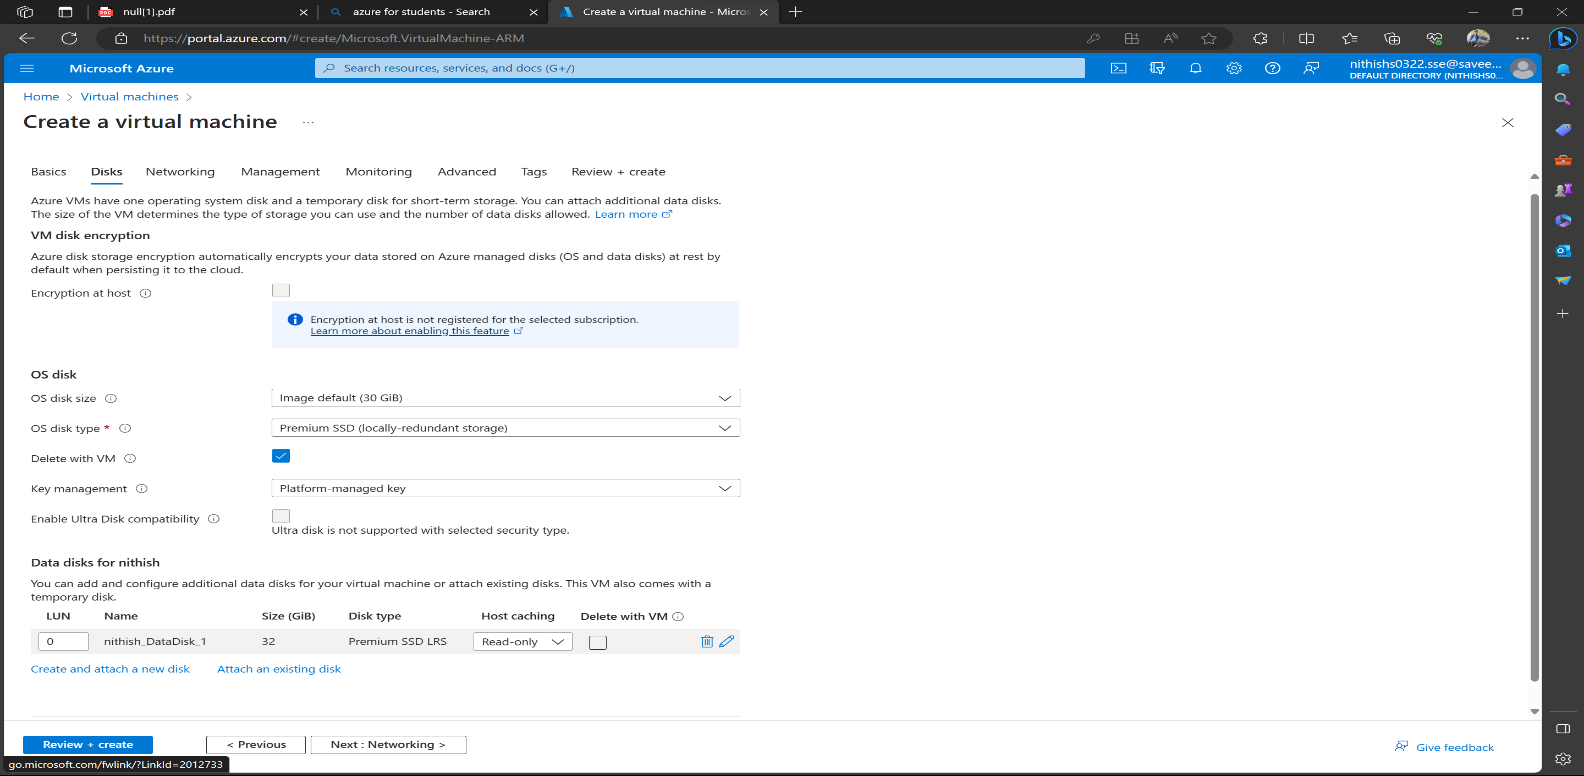 null(1).pdf
azure for students - Search
Create a virtual machine - Micros
https://portal.azure.com/#create/Microsoft.VirtualMachine-ARM
Microsoft Azure
Search resources, services, and docs (G+/)
nithishs0322.sse@savee...
DEFAULT DIRECTORY (NITHISHS0...
Home > Virtual machines >
Create a virtual machine ...
Basics Disks Networking Management Monitoring Advanced Tags Review + create
Azure VMs have one operating system disk and a temporary disk for short-term storage. You can attach additional data disks.
The size of the VM determines the type of storage you can use and the number of data disks allowed. Learn more
VM disk encryption
Azure disk storage encryption automatically encrypts your data stored on Azure managed disks (OS and data disks) at rest by
default when persisting it to the cloud.
Encryption at host
Encryption at host is not registered for the selected subscription.
Learn more about enabling this feature
OS disk
OS disk size Image default (30 GiB)
OS disk type * Premium SSD (locally-redundant storage)
Delete with VM
Key management Platform-managed key
Enable Ultra Disk compatibility
Ultra disk is not supported with selected security type.
Data disks for nithish
You can add and configure additional data disks for your virtual machine or attach existing disks. This VM also comes with a
temporary disk.
LUN Name Size (GiB) Disk type Host caching Delete with VM
0 nithish_DataDisk_1 32 Premium SSD LRS Read-only
Create and attach a new disk Attach an existing disk
Review + create < Previous Next : Networking > Give feedback
go.microsoft.com/fwlink/?LinkId=2012733